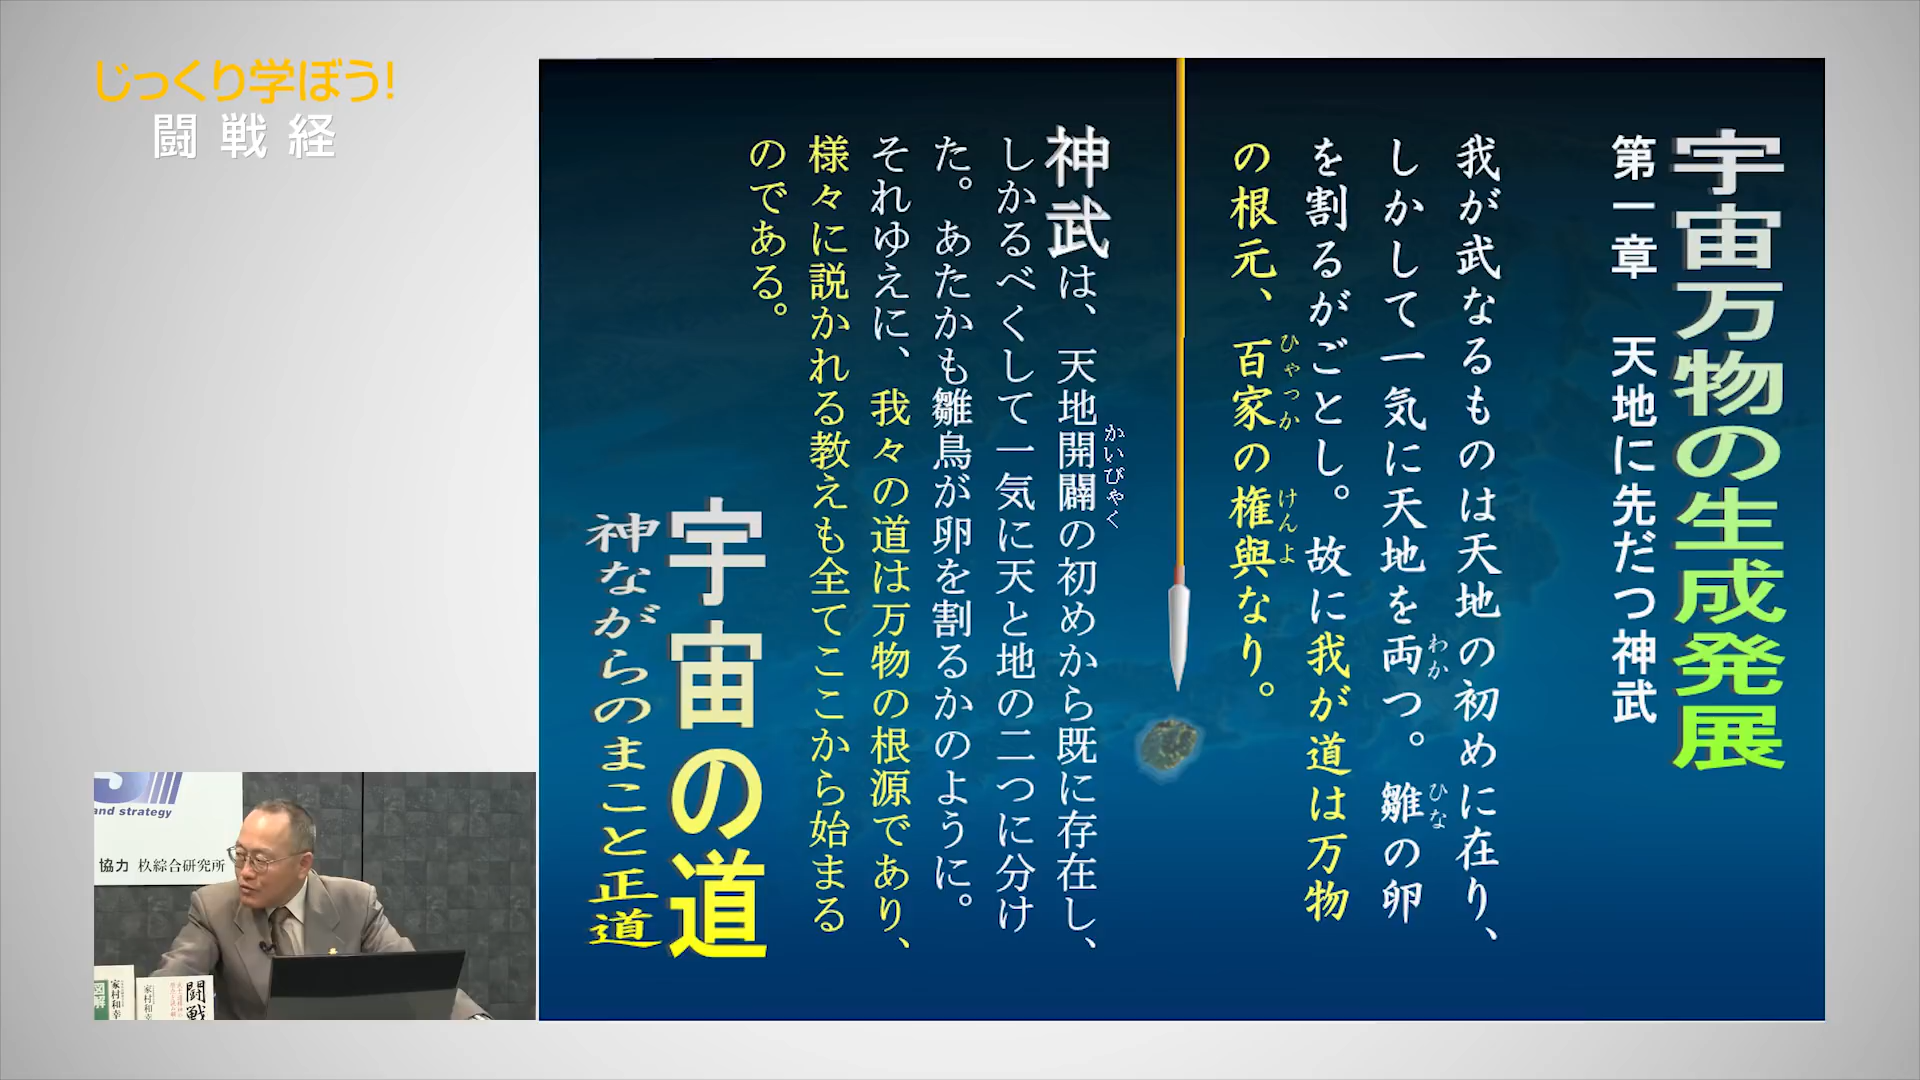 じっくり学ぼう!
闘戦経
宇宙万物の生成発展
第一章　天地に先だつ神武
我が武なるものは天地の初めに在り、
しかして一気に天地を両つ。雛の卵
わか
ひな
を割るがごとし。故に我が道は万物
の根元、百家の権輿なり。
ひゃっか
けんよ
神武は、天地開闢の初めから既に存在し、
かいびゃく
しかるべくして一気に天と地の二つに分け
た。あたかも雛鳥が卵を割るかのように。
それゆえに、我々の道は万物の根源であり、
様々に説かれる教えも全てここから始まる
のである。
宇宙の道
神ながらのまこと正道
and strategy
協力 杦綜合研究所
図解
家村和幸
家村和幸
闘戦